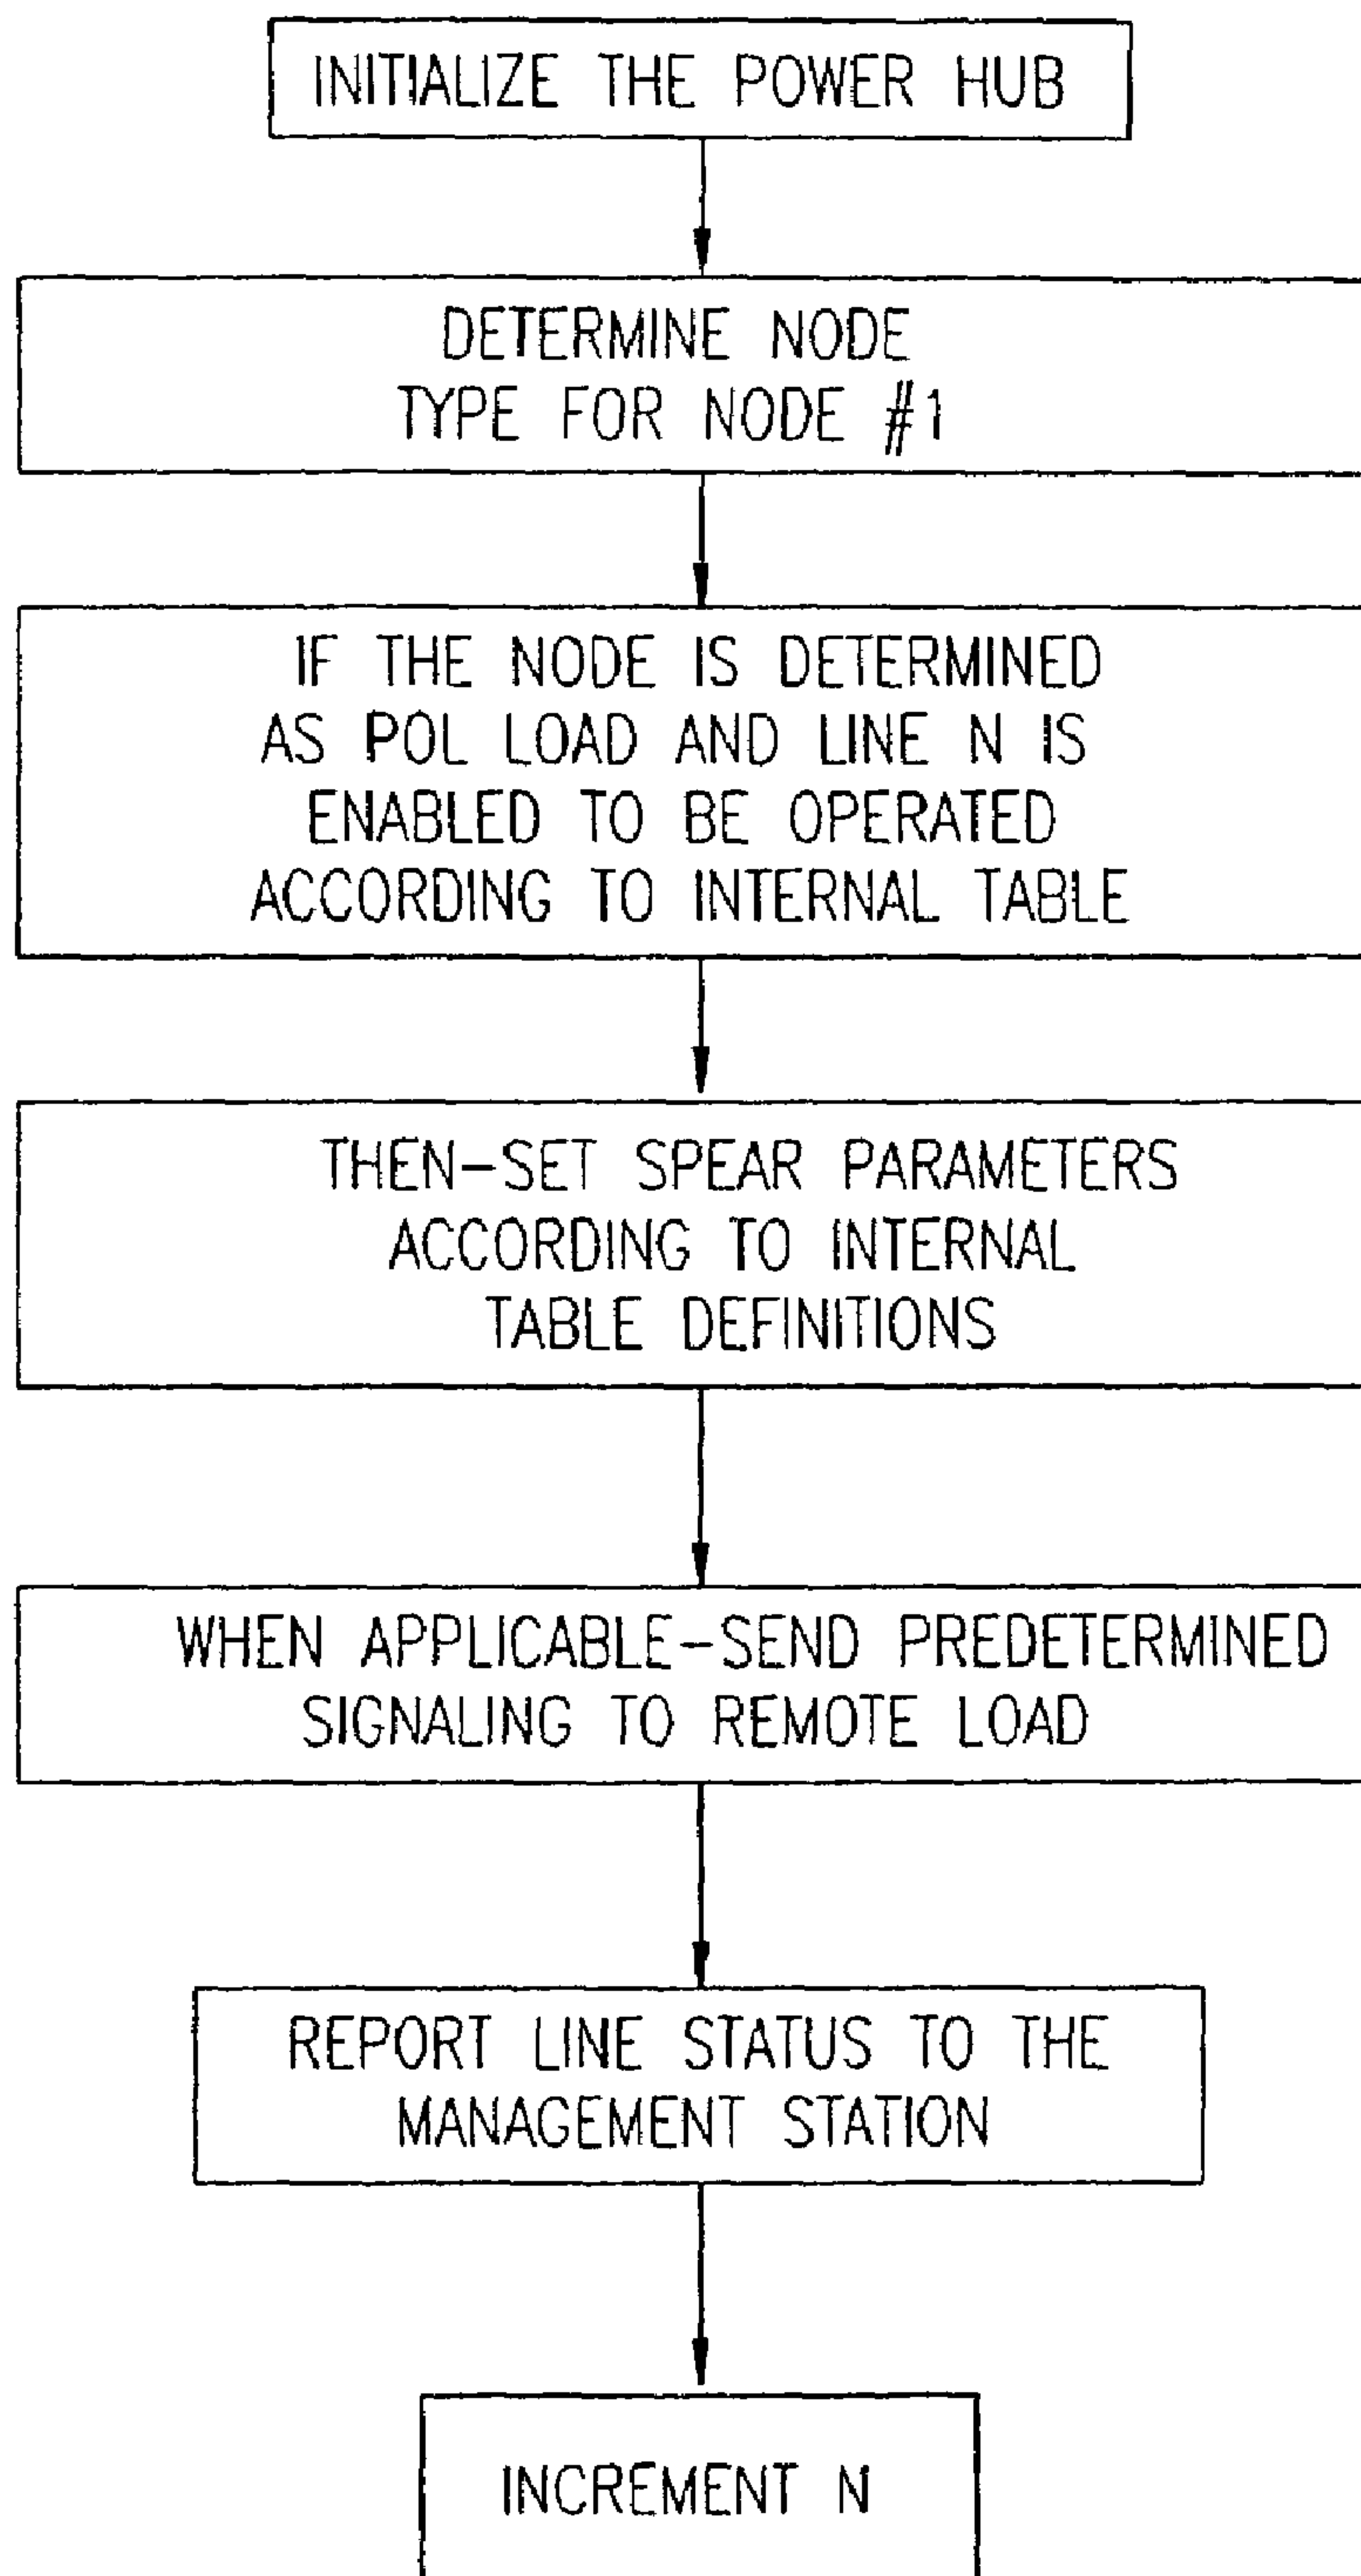 INITIALIZE THE POWER HUB
DETERMINE NODE
TYPE FOR NODE #1
IF THE NODE IS DETERMINED
AS POL LOAD AND LINE N IS
ENABLED TO BE OPERATED
ACCORDING TO INTERNAL TABLE
THEN-SET SPEAR PARAMETERS
ACCORDING TO INTERNAL
TABLE DEFINITIONS
WHEN APPLICABLE-SEND PREDETERMINED
SIGNALING TO REMOTE LOAD
REPORT LINE STATUS TO THE
MANAGEMENT STATION
INCREMENT N